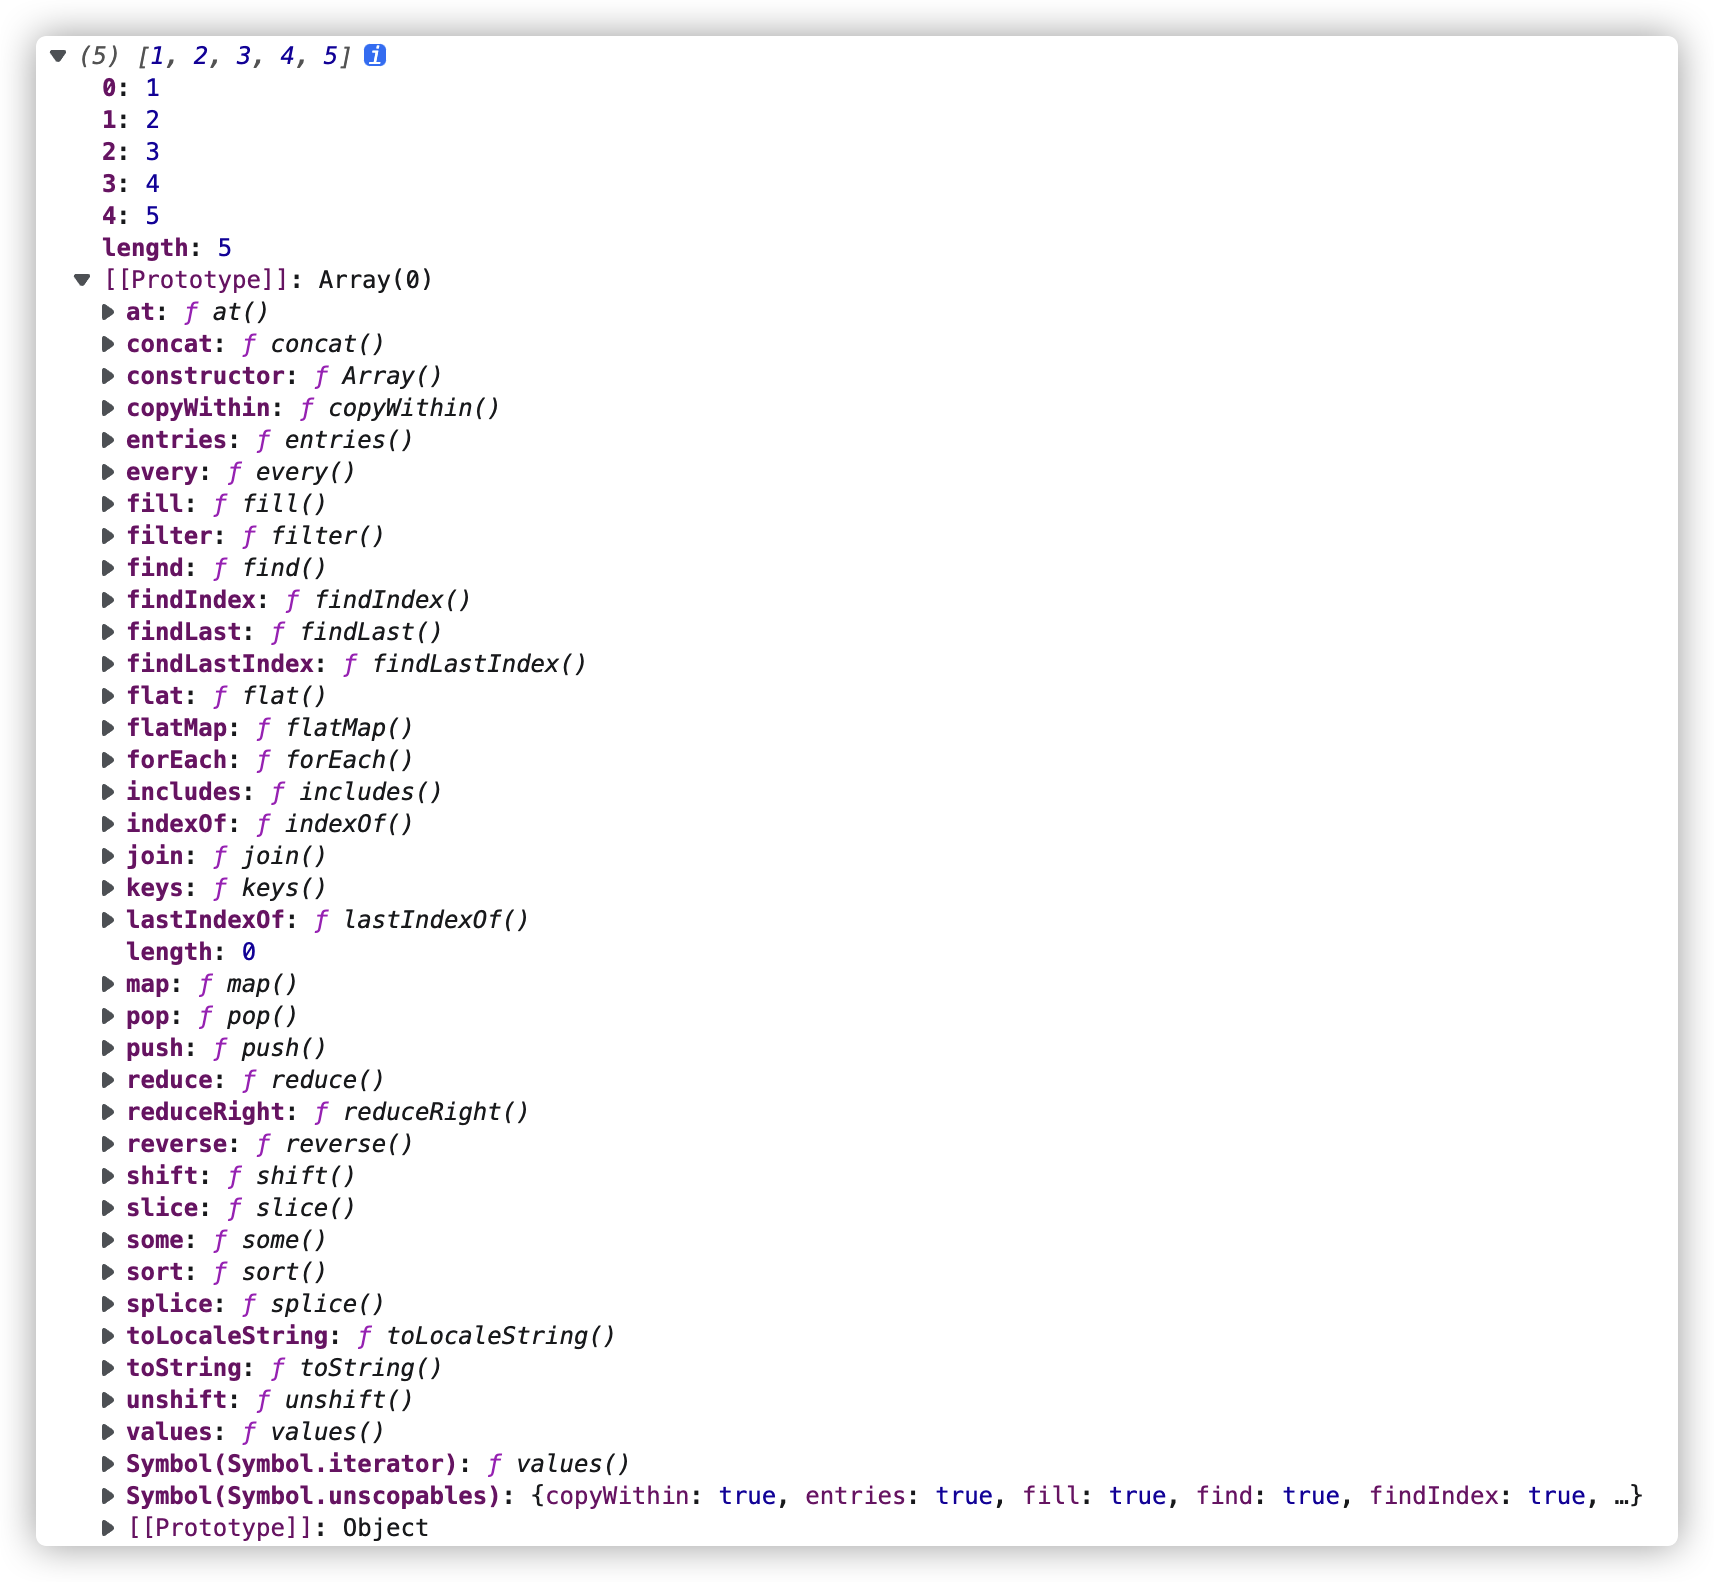 (5) [1, 2, 3, 4, 5] i
0: 1
1: 2
2: 3
3: 4
4: 5
length: 5
[[Prototype]]: Array(0)
at: ƒ at()
concat: ƒ concat()
constructor: ƒ Array()
copyWithin: ƒ copyWithin()
entries: ƒ entries()
every: ƒ every()
fill: ƒ fill()
filter: ƒ filter()
find: ƒ find()
findIndex: ƒ findIndex()
findLast: ƒ findLast()
findLastIndex: ƒ findLastIndex()
flat: ƒ flat()
flatMap: ƒ flatMap()
forEach: ƒ forEach()
includes: ƒ includes()
indexOf: ƒ indexOf()
join: ƒ join()
keys: ƒ keys()
lastIndexOf: ƒ lastIndexOf()
length: 0
map: ƒ map()
pop: ƒ pop()
push: ƒ push()
reduce: ƒ reduce()
reduceRight: ƒ reduceRight()
reverse: ƒ reverse()
shift: ƒ shift()
slice: ƒ slice()
some: ƒ some()
sort: ƒ sort()
splice: ƒ splice()
toLocaleString: ƒ toLocaleString()
toString: ƒ toString()
unshift: ƒ unshift()
values: ƒ values()
Symbol(Symbol.iterator): ƒ values()
Symbol(Symbol.unscopables): {copyWithin: true, entries: true, fill: true, find: true, findIndex: true, …}
[[Prototype]]: Object